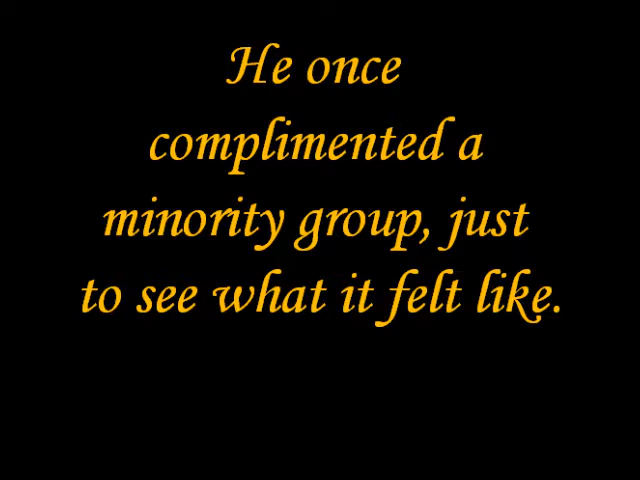 He once
complimented a
minority group, just
to see what it felt like.